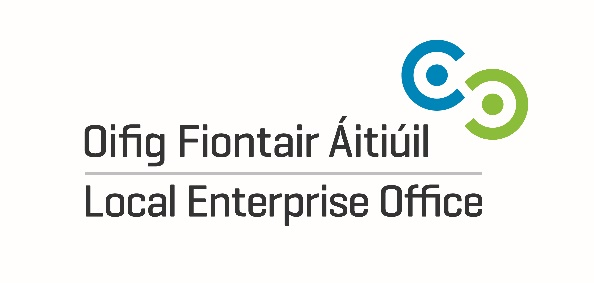 Oifig Fiontair Áitiúil
Local Enterprise Office